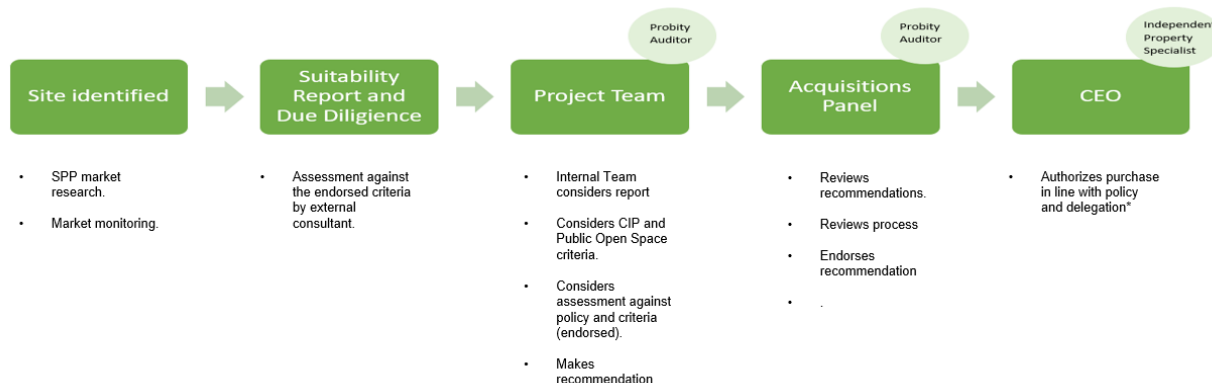 Probity
Auditor
Probity
Auditor
Independent
Property
Specialist
Site identified
Suitability
Report and
Due Diligience
Project Team
Acquisitions
Panel
CEO
• SPP market
research.
• Market monitoring.
• Assessment against
the endorsed criteria
by external
consultant.
• Internal Team
considers report
• Considers CIP and
Public Open Space
criteria.
• Considers
assessment against
policy and criteria
(endorsed).
• Makes
recommendation
• Reviews
recommendations.
• Reviews process
• Endorses
recommendation
• .
• Authorizes purchase
in line with policy
and delegation*